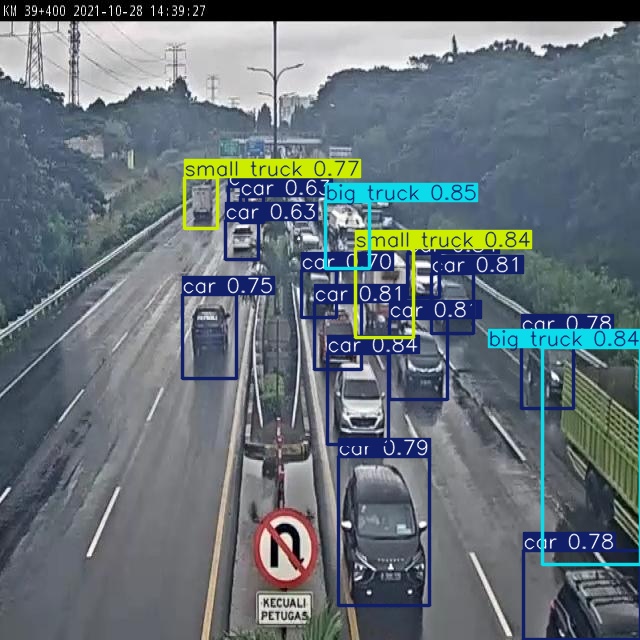 KM 39+400 2021-10-28 14:39:27
small truck 0.77
car 0.63
big truck 0.85
car 0.63
small truck 0.84
car 0.70
car 0.81
car 0.75
car 0.81
car 0.8
car 0.78
big truck 0.84
car 0.84
car 0.79
car 0.78
KECUALI
PETUGAS